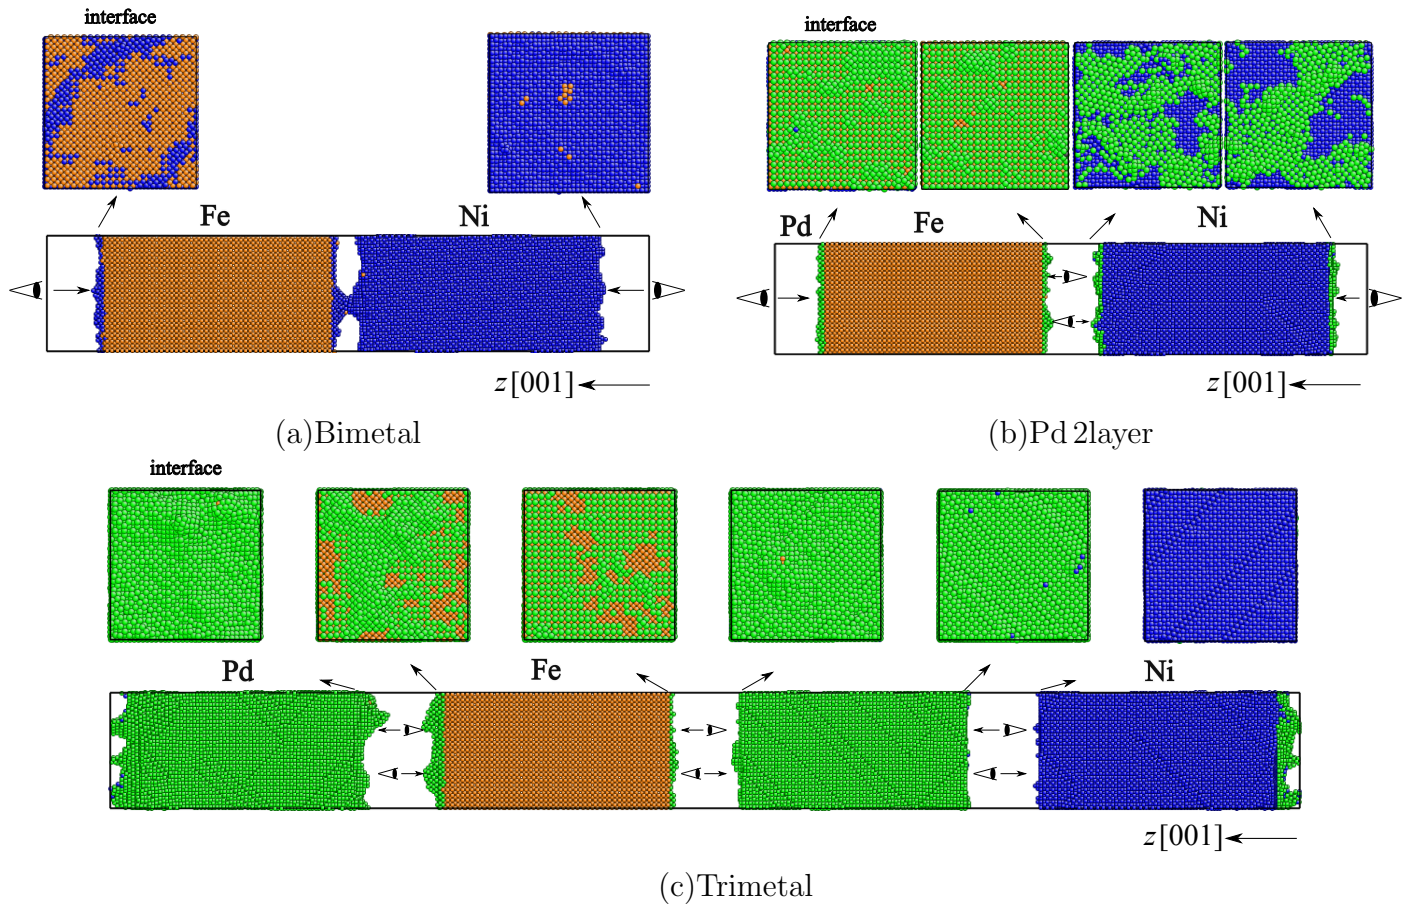 interface
Fe
Ni
z[001]
(a)Bimetal
interface
Pd
Fe
Ni
z[001]
(b)Pd 2layer
interface
Pd
Fe
Ni
z[001]
(c)Trimetal